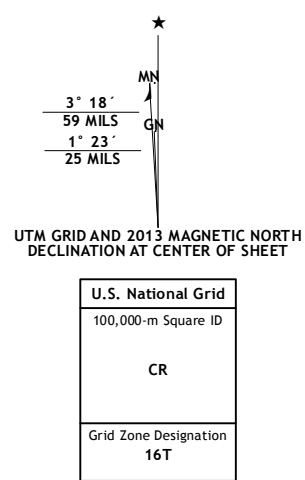 MN
3° 18´
59 MILS
GN
1° 23´
25 MILS
UTM GRID AND 2013 MAGNETIC NORTH
DECLINATION AT CENTER OF SHEET
U.S. National Grid
100,000-m Square ID
CR
Grid Zone Designation
16T